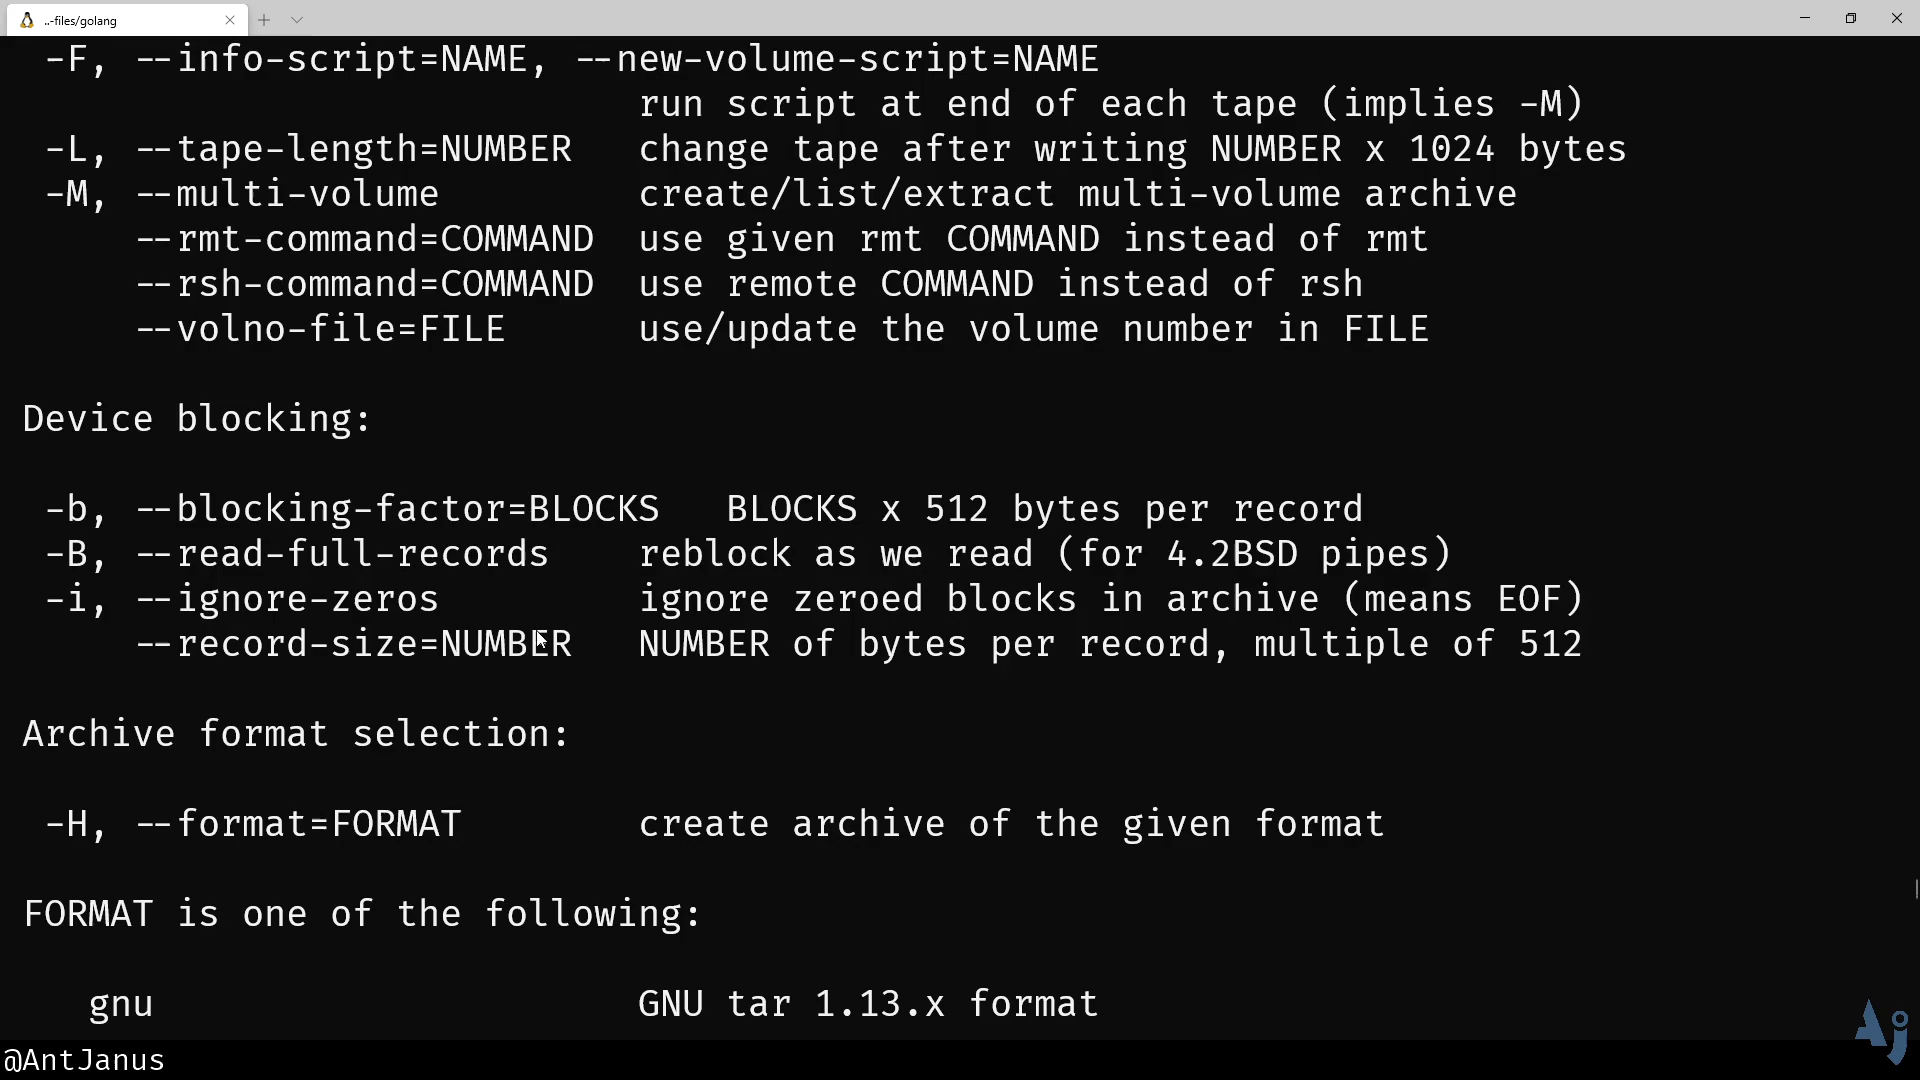 ..-files/golang
-F, --info-script=NAME, --new-volume-script=NAME
run script at end of each tape (implies -M)
-L, --tape-length=NUMBER change tape after writing NUMBER x 1024 bytes
-M, --multi-volume create/list/extract multi-volume archive
--rmt-command=COMMAND use given rmt COMMAND instead of rmt
--rsh-command=COMMAND use remote COMMAND instead of rsh
--volno-file=FILE use/update the volume number in FILE
Device blocking:
-b, --blocking-factor=BLOCKS BLOCKS x 512 bytes per record
-B, --read-full-records reblock as we read (for 4.2BSD pipes)
-i, --ignore-zeros ignore zeroed blocks in archive (means EOF)
--record-size=NUMBER NUMBER of bytes per record, multiple of 512
Archive format selection:
-H, --format=FORMAT create archive of the given format
FORMAT is one of the following:
gnu GNU tar 1.13.x format
@AntJanus
Aj